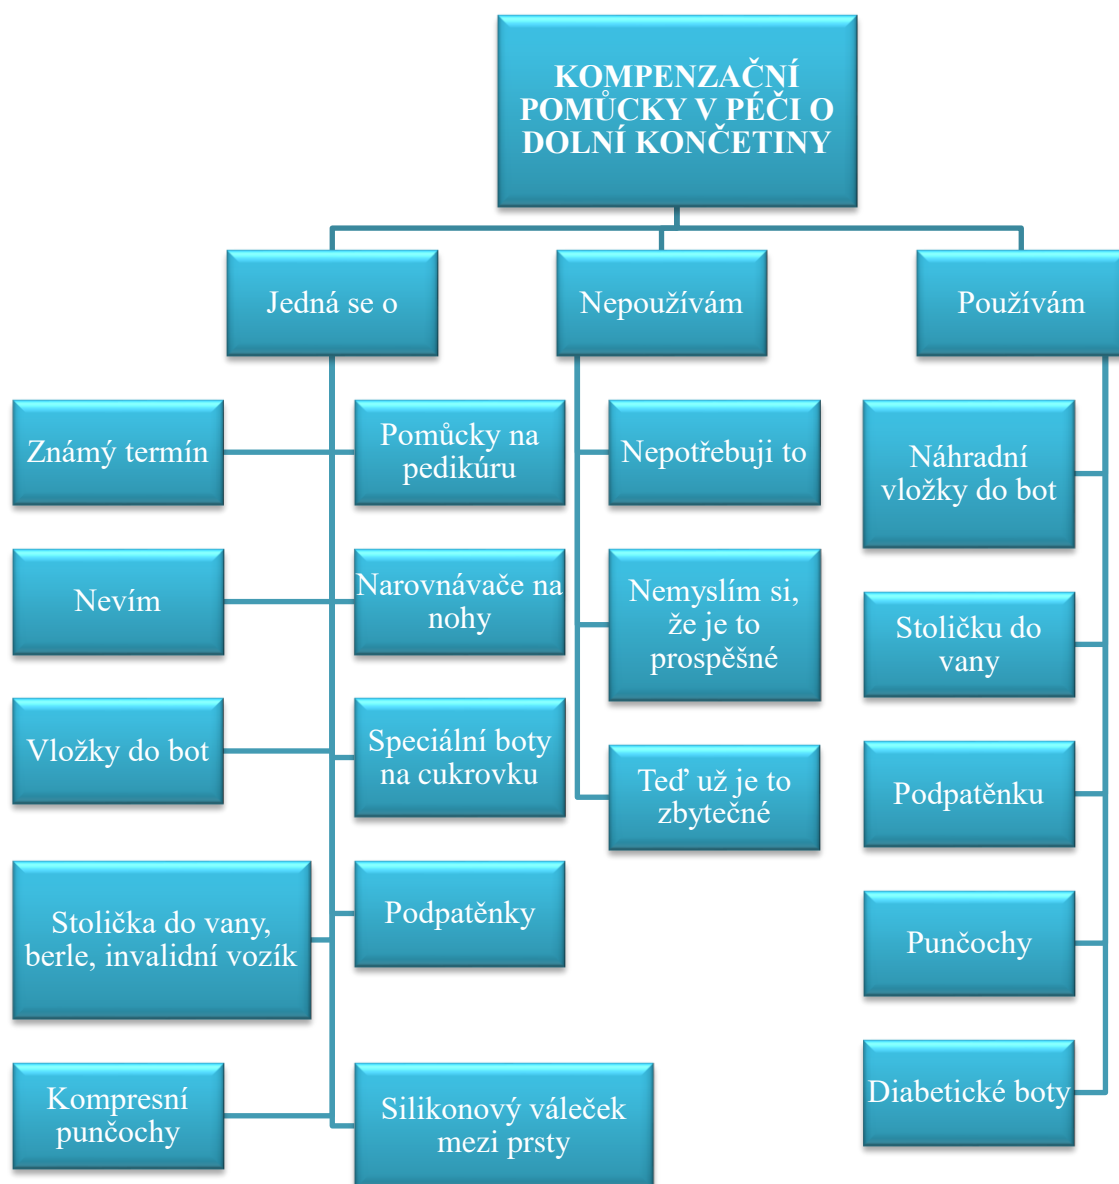 KOMPENZAČNÍ
POMŮCKY V PÉČI O
DOLNÍ KONČETINY
Jedná se o
Nepoužívám
Používám
Známý termín
Pomůcky na
pedikúru
Nevím
Narovnávače na
nohy
Vložky do bot
Speciální boty
na cukrovku
Stolička do vany,
berle, invalidní vozík
Podpatěnky
Kompresní
punčochy
Silikonový váleček
mezi prsty
Nepotřebuji to
Nemyslím si,
že je to
prospěšné
Teď už je to
zbytečné
Náhradní
vložky do bot
Stoličku do
vany
Podpatěnku
Punčochy
Diabetické boty